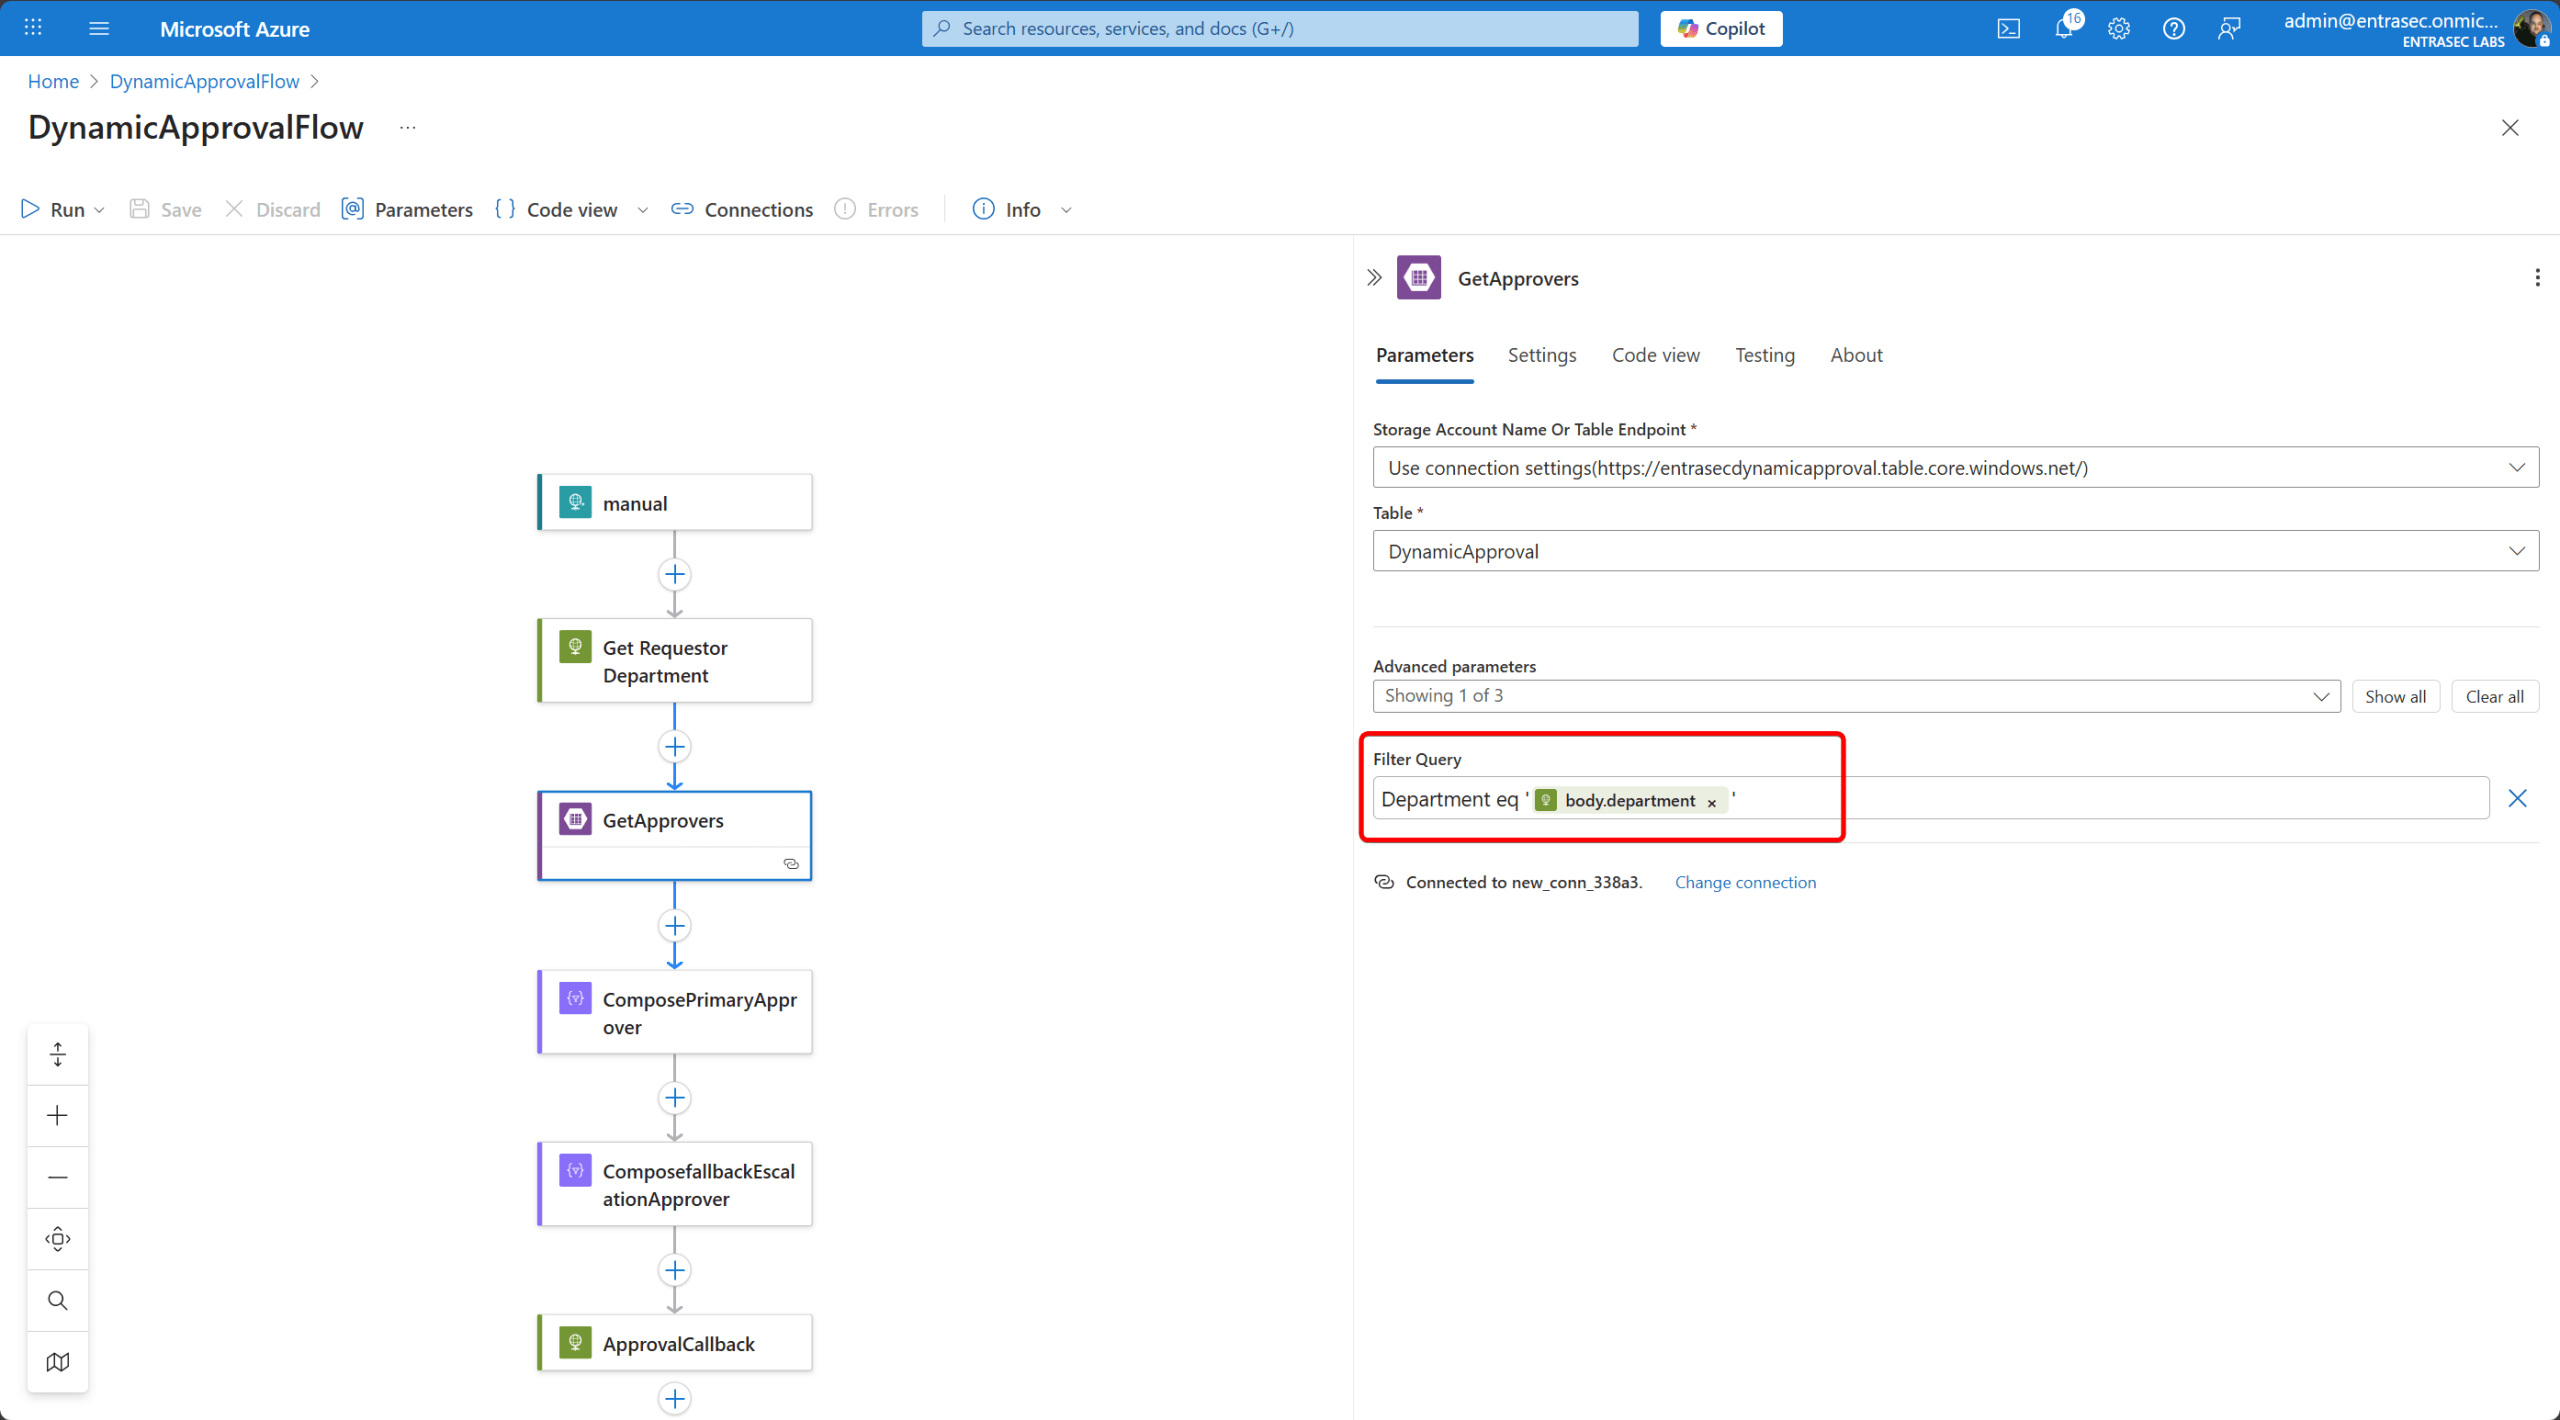 Microsoft Azure
Search resources, services, and docs (G+/)
Copilot
16
admin@entrasec.onmic...
ENTRASEC LABS
Home > DynamicApprovalFlow >
DynamicApprovalFlow ...
Run
Save
Discard
Parameters
Code view
Connections
Errors
Info
manual
Get Requestor
Department
GetApprovers
ComposePrimaryAppr
over
ComposefallbackEscal
ationApprover
ApprovalCallback
GetApprovers
Parameters
Settings
Code view
Testing
About
Storage Account Name Or Table Endpoint *
Use connection settings(https://entrasecdynamicapproval.table.core.windows.net/)
Table *
DynamicApproval
Advanced parameters
Showing 1 of 3
Show all
Clear all
Filter Query
Department eq ' body.department × '
Connected to new_conn_338a3.
Change connection